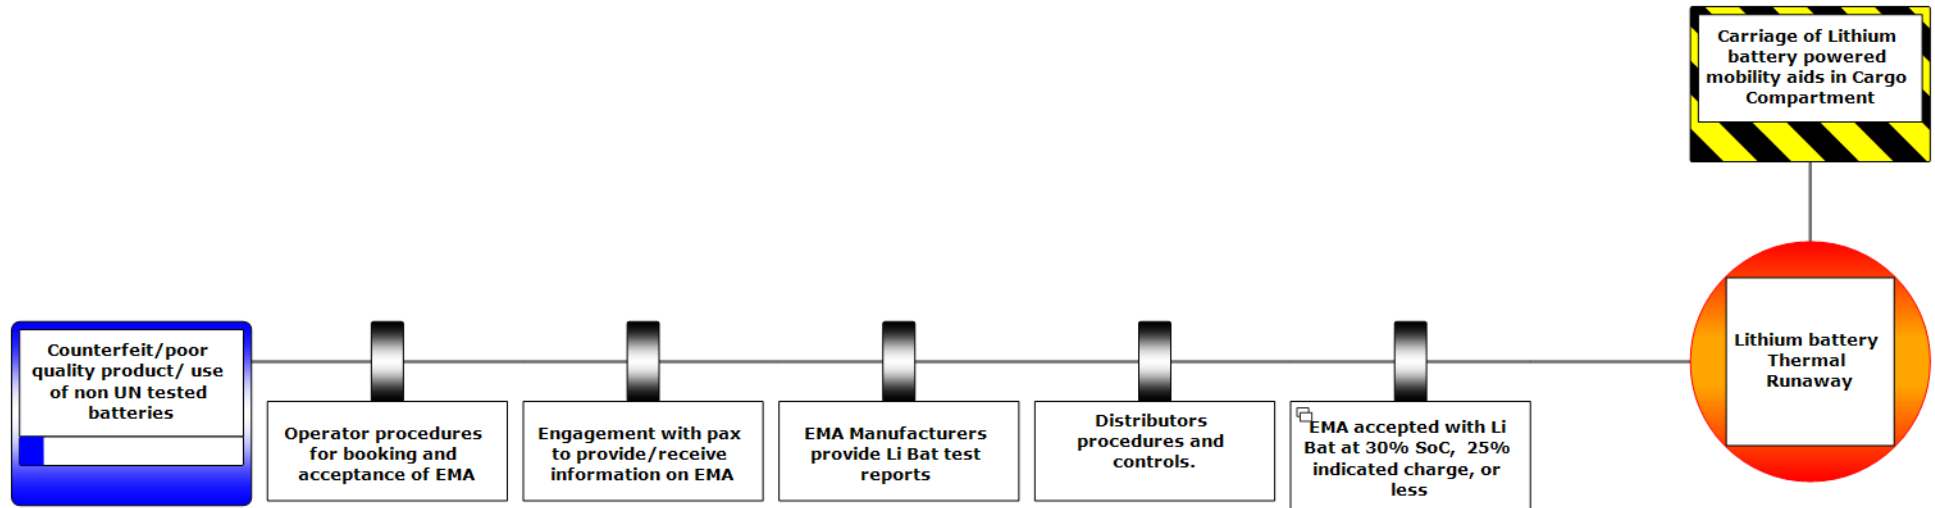 Carriage of Lithium
battery powered
mobility aids in Cargo
Compartment
Counterfeit/poor
quality product/ use
of non UN tested
batteries
Operator procedures
for booking and
acceptance of EMA
Engagement with pax
to provide/receive
information on EMA
EMA Manufacturers
provide Li Bat test
reports
Distributors
procedures and
controls.
EMA accepted with Li
Bat at 30% SoC,  25%
indicated charge, or
less
Lithium battery
Thermal
Runaway